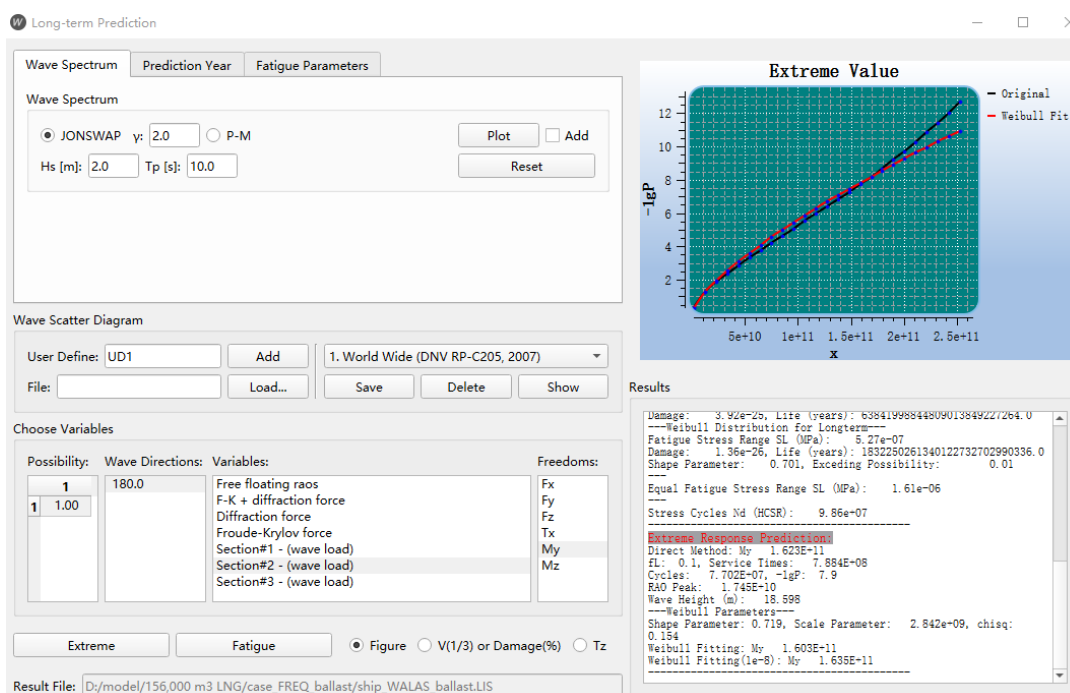 Long-term Prediction
Wave Spectrum
Prediction Year
Fatigue Parameters
Wave Spectrum
JONSWAP γ: 2.0 P-M Plot Add
Hs [m]: 2.0 Tp [s]: 10.0 Reset
Wave Scatter Diagram
User Define: UD1 Add 1. World Wide (DNV RP-C205, 2007)
File: Load... Save Delete Show
Choose Variables
Possibility: Wave Directions: Variables: Freedoms:
1
1 1.00
180.0
Free floating raos
F-K + diffraction force
Diffraction force
Froude-Krylov force
Section#1 - (wave load)
Section#2 - (wave load)
Section#3 - (wave load)
Fx
Fy
Fz
Tx
My
Mz
Extreme Fatigue Figure V(1/3) or Damage(%) Tz
Result File: D:/model/156,000 m3 LNG/case_FREQ_ballast/ship_WALAS_ballast.LIS
Extreme Value
Original
Weibull Fit
-lgP
12
10
8
6
4
2
5e+10 1e+11 1.5e+11 2e+11 2.5e+11
x
Results
Damage: 3.92e-25, Life (years):
---Weibull Distribution for Longterm---
Fatigue Stress Range SL (MPa): 5.27e-07
Damage: 1.36e-26, Life (years): 1832250261340122732702990336.0
Shape Parameter: 0.701, Exceding Possibility: 0.01
---
Equal Fatigue Stress Range SL (MPa): 1.61e-06
---
Stress Cycles Nd (HCSR): 9.86e+07
------------------------------------------
Extreme Response Prediction:
Direct Method: My 1.623E+11
fL: 0.1, Service Times: 7.884E+08
Cycles: 7.702E+07, -lgP: 7.9
RAO Peak: 1.745E+10
Wave Height (m): 18.598
---Weibull Parameters---
Shape Parameter: 0.719, Scale Parameter: 2.842e+09, chisq:
0.154
Weibull Fitting: My 1.603E+11
Weibull Fitting(1e-8): My 1.635E+11
------------------------------------------